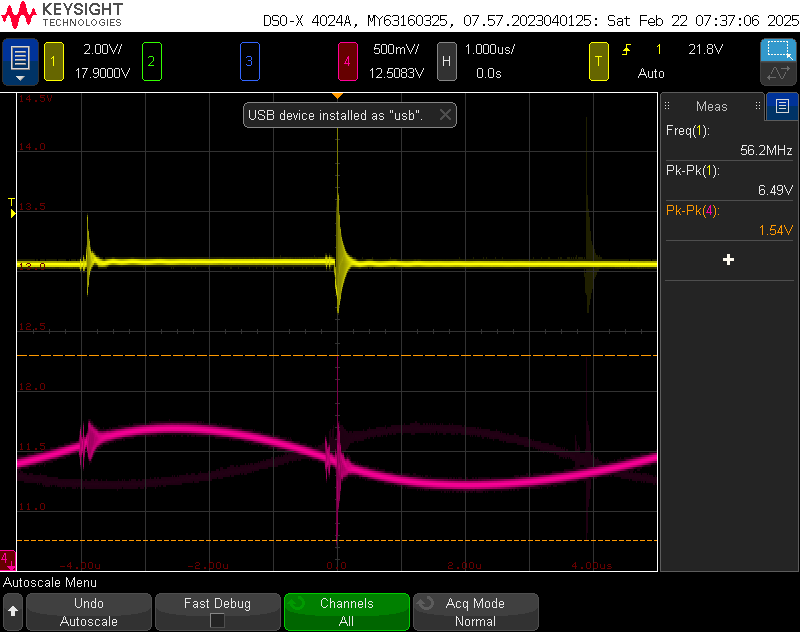 KEYSIGHT
TECHNOLOGIES
DSO-X 4024A, MY63160325, 07.57.2023040125: Sat Feb 22 07:37:06 2025
1 2.00V/ 17.9000V
2
3
4 500mV/ 12.5083V
H 1.000us/ 0.0s
T 1 21.8V
Auto
14.5V
USB device installed as "usb".
14.0
13.5
T
13.0
12.5
12.0
11.5
11.0
4
-4.00u -2.00u 0.0 2.00u 4.00us
Meas
Freq(1):
56.2MHz
Pk-Pk(1):
6.49V
Pk-Pk(4):
1.54V
Autoscale Menu
Undo
Autoscale
Fast Debug
Channels
All
Acq Mode
Normal